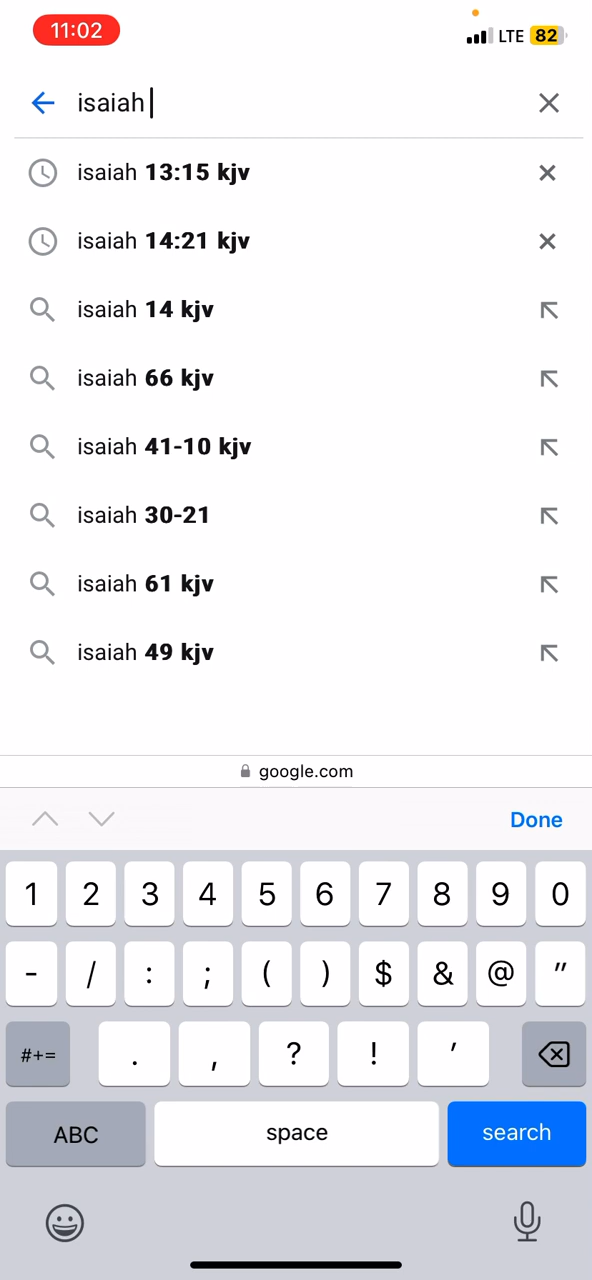 11:02
LTE 82
isaiah
isaiah 13:15 kjv
isaiah 14:21 kjv
isaiah 14 kjv
isaiah 66 kjv
isaiah 41-10 kjv
isaiah 30-21
isaiah 61 kjv
isaiah 49 kjv
google.com
Done
1 2 3 4 5 6 7 8 9 0
- / : ; ( ) $ & @ "
#+= . , ? ! '
ABC space search